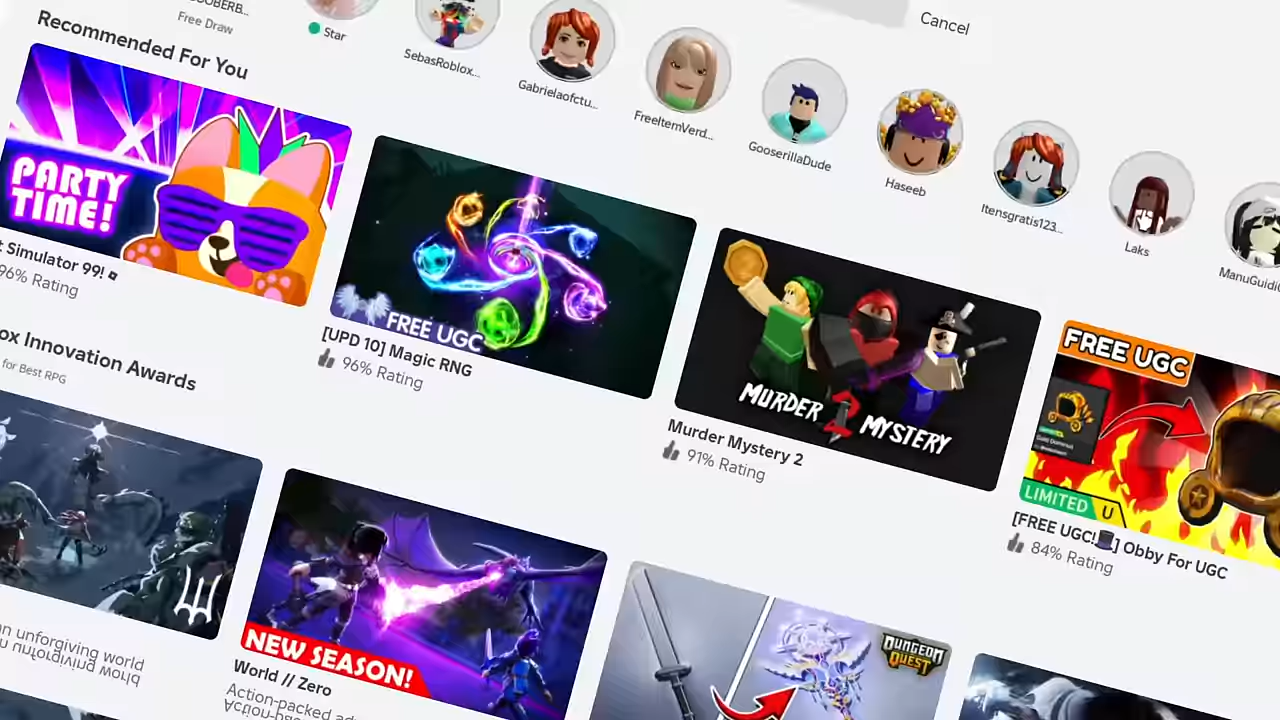 Free Draw
Cancel
Star
SebasRoblox...
Gabrielaofctu...
FreeItemVerd...
GooserillaDude
Haseeb
Itensgratis123...
Laks
Recommended For You
PARTY
TIME!
t Simulator 99!
96% Rating
FREE UGC
[UPD 10] Magic RNG
96% Rating
MURDER 2 MYSTERY
Murder Mystery 2
91% Rating
FREE UGC
LIMITED U
[FREE UGC!🎩] Obby For UGC
84% Rating
ox Innovation Awards
for Best RPG
an unforgiving world
NEW SEASON!
World // Zero
Action-packed ad
DUNGEON
QUEST